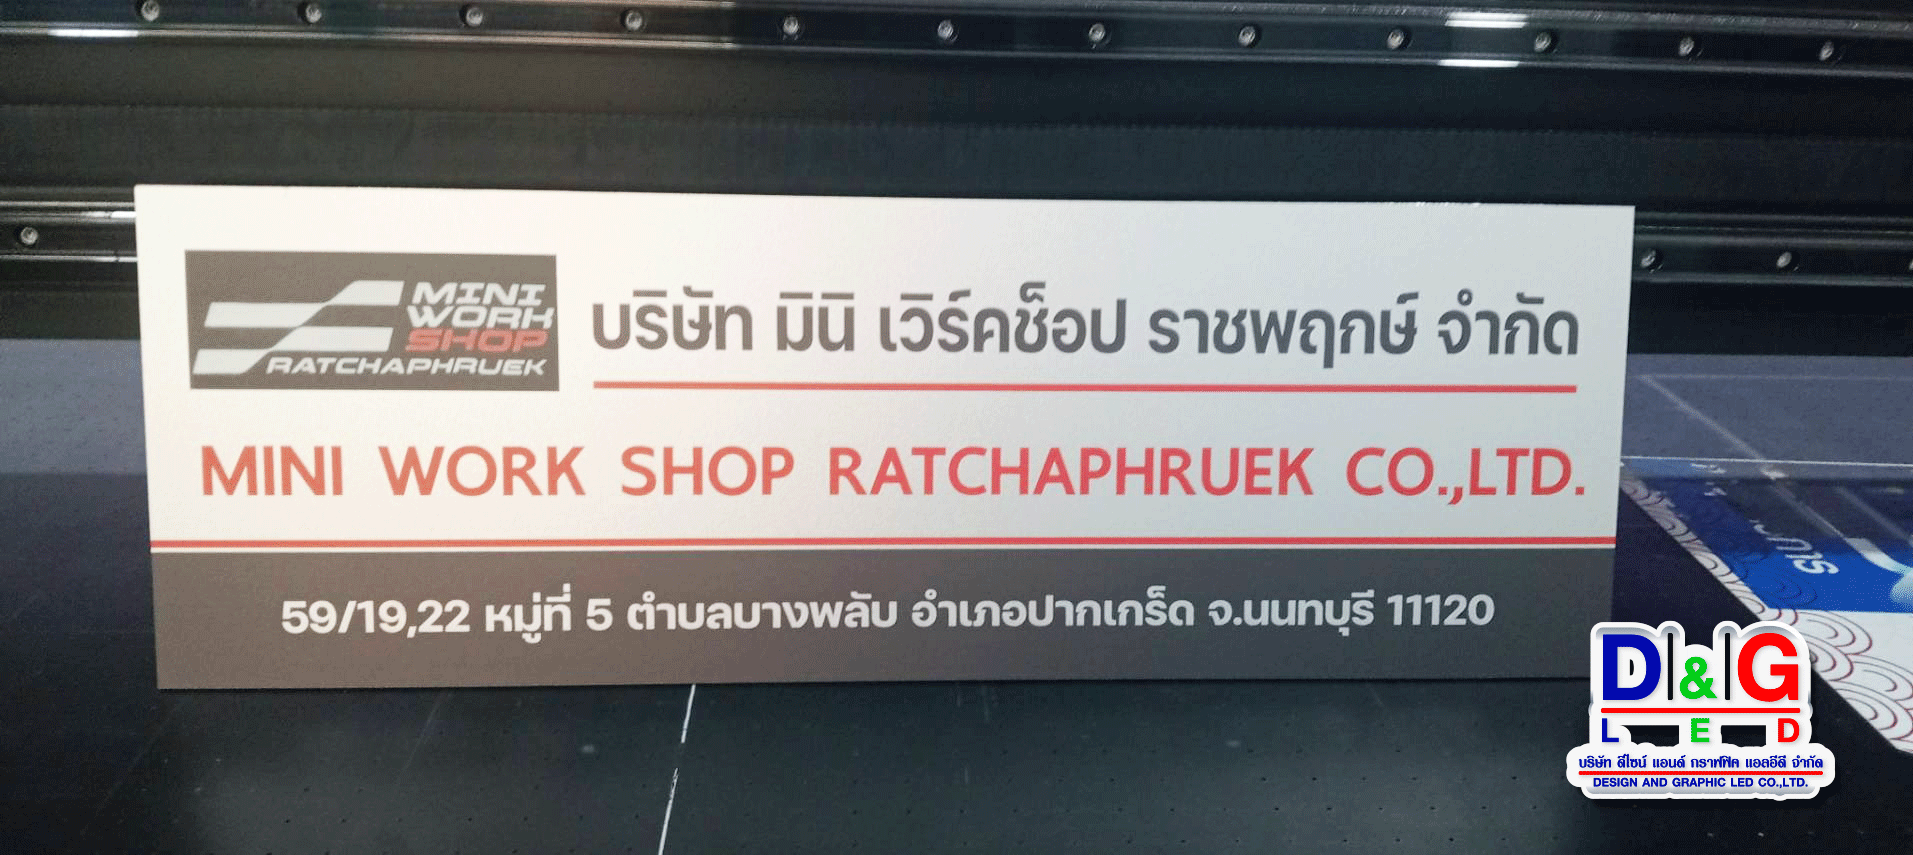 MINI
WORK
SHOP
RATCHAPHRUEK
บริษัท มินิ เวิร์คช็อป ราชพฤกษ์ จำกัด
MINI WORK SHOP RATCHAPHRUEK CO.,LTD.
59/19,22 หมู่ที่ 5 ตำบลบางพลับ อำเภอปากเกร็ด จ.นนทบุรี 11120
D&G
LED
บริษัท ดีไซน์ แอนด์ กราฟฟิค แอลอีดี จำกัด
DESIGN AND GRAPHIC LED CO.,LTD.